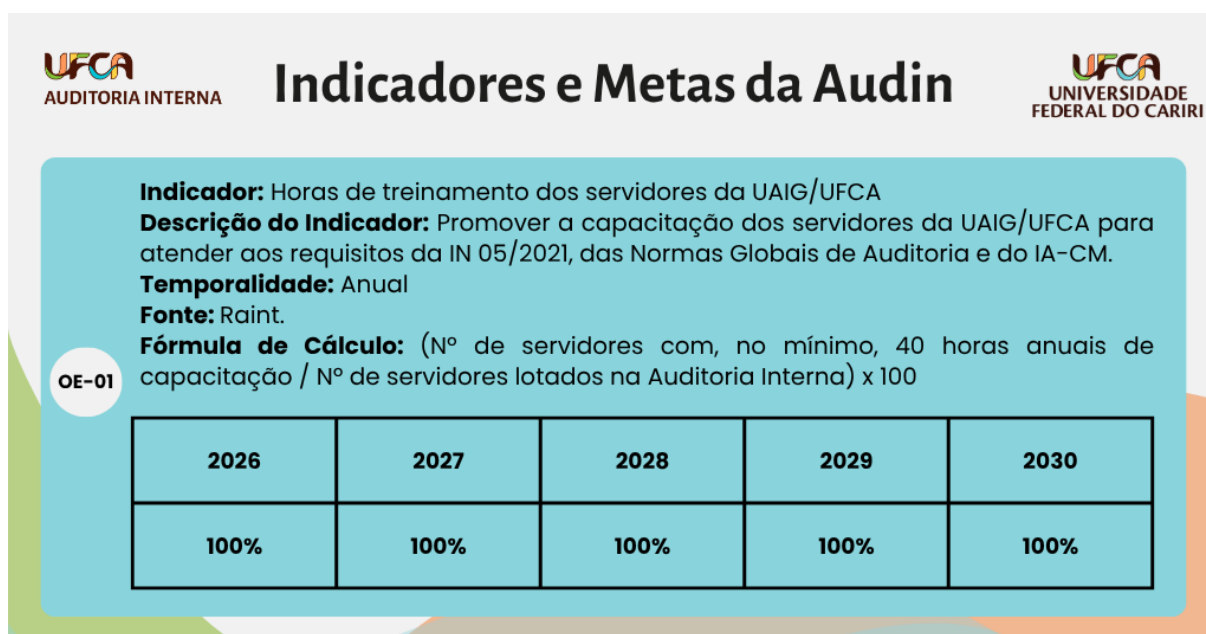 UFCA
AUDITORIA INTERNA
Indicadores e Metas da Audin
UFCA
UNIVERSIDADE
FEDERAL DO CARIRI
Indicador: Horas de treinamento dos servidores da UAIG/UFCA
Descrição do Indicador: Promover a capacitação dos servidores da UAIG/UFCA para
atender aos requisitos da IN 05/2021, das Normas Globais de Auditoria e do IA-CM.
Temporalidade: Anual
Fonte: Raint.
Fórmula de Cálculo: (Nº de servidores com, no mínimo, 40 horas anuais de
capacitação / Nº de servidores lotados na Auditoria Interna) x 100
OE-01
2026 2027 2028 2029 2030
100% 100% 100% 100% 100%